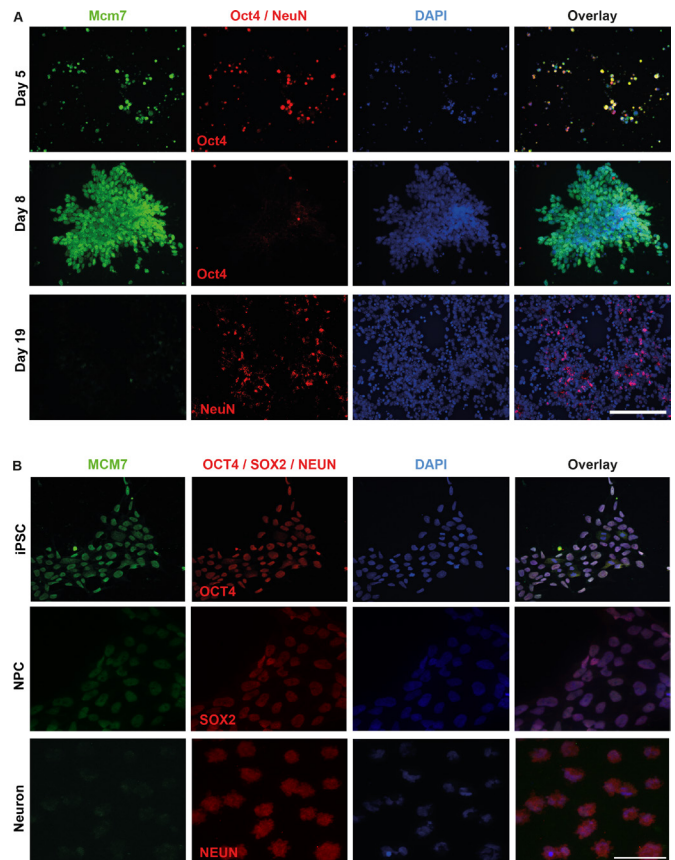 A
Mcm7 Oct4 / NeuN DAPI Overlay
Day 5
Oct4
Day 8
Oct4
Day 19
NeuN
B
MCM7 OCT4 / SOX2 / NEUN DAPI Overlay
iPSC
OCT4
NPC
SOX2
Neuron
NEUN